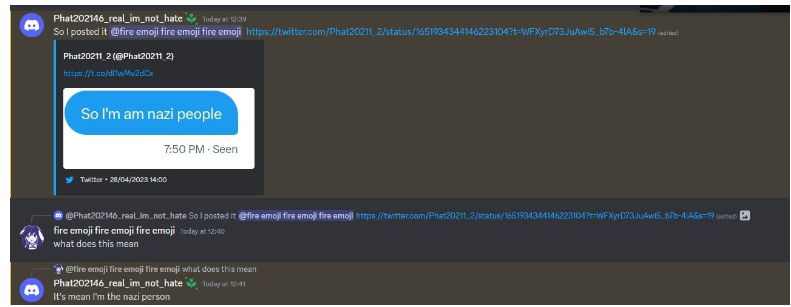 Phat202146_real_im_not_hate Today at 12:39
So I posted it @fire emoji fire emoji fire emoji https://twitter.com/Phat20211_2/status/1651934344146223104?t=WFXyrD73JuAwi5_b7b-4lA&s=19 (edited)
Phat20211_2 (@Phat20211_2)
https://t.co/dl1wMv2dCx
So I'm am nazi people
7:50 PM · Seen
Twitter • 28/04/2023 14:00
@Phat202146_real_im_not_hate So I posted it @fire emoji fire emoji fire emoji https://twitter.com/Phat20211_2/status/1651934344146223104?t=WFXyrD73JuAwi5_b7b-4lA&s=19 (edited)
fire emoji fire emoji fire emoji Today at 12:40
what does this mean
@fire emoji fire emoji fire emoji what does this mean
Phat202146_real_im_not_hate Today at 12:41
It's mean I'm the nazi person